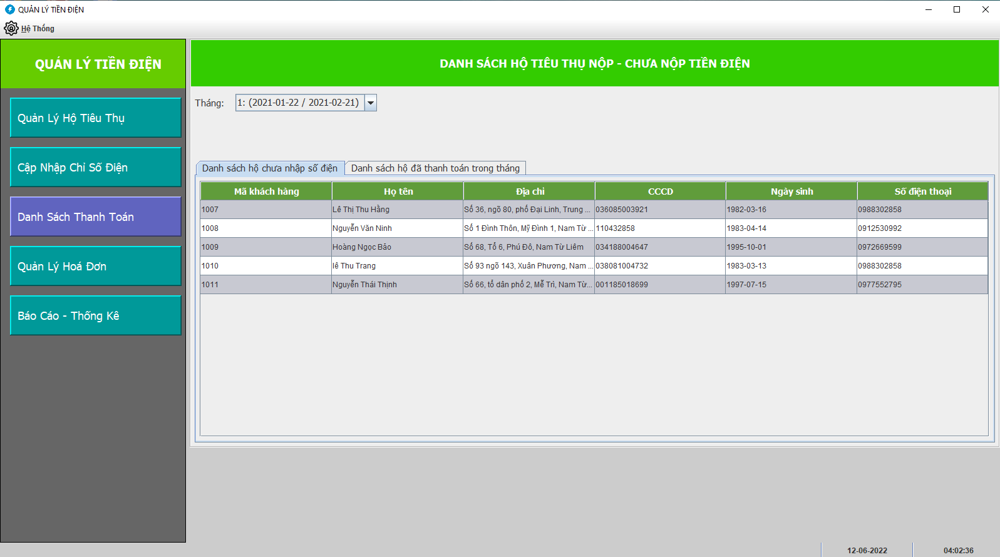 QUẢN LÝ TIỀN ĐIỆN
Hệ Thống
QUẢN LÝ TIỀN ĐIỆN
Quản Lý Hộ Tiêu Thụ
Cập Nhập Chỉ Số Điện
Danh Sách Thanh Toán
Quản Lý Hoá Đơn
Báo Cáo - Thống Kê
DANH SÁCH HỘ TIÊU THỤ NỘP - CHƯA NỘP TIỀN ĐIỆN
Tháng: 1: (2021-01-22 / 2021-02-21)
Danh sách hộ chưa nhập số điện Danh sách hộ đã thanh toán trong tháng
Mã khách hàng Họ tên Địa chỉ CCCD Ngày sinh Số điện thoại
1007 Lê Thị Thu Hằng Số 36, ngõ 80, phố Đại Linh, Trung ... 036085003921 1982-03-16 0988302858
1008 Nguyễn Văn Ninh Số 1 Đình Thôn, Mỹ Đình 1, Nam Từ ... 110432858 1983-04-14 0912530992
1009 Hoàng Ngọc Bảo Số 68, Tổ 6, Phú Đô, Nam Từ Liêm 034188004647 1995-10-01 0972669599
1010 lê Thu Trang Số 93 ngõ 143, Xuân Phương, Nam ... 038081004732 1983-03-13 0988302858
1011 Nguyễn Thái Thịnh Số 66, tổ dân phố 2, Mễ Trì, Nam Từ... 001185018699 1997-07-15 0977552795
12-06-2022 04:02:36